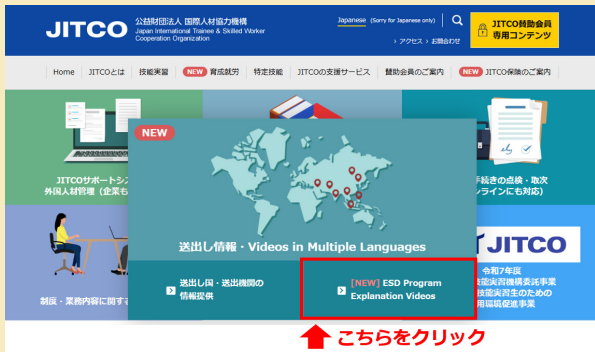 JITCO
公益財団法人 国際人材協力機構
Japan International Trainee & Skilled Worker
Cooperation Organization
Japanese (Sorry for Japanese only)
JITCO賛助会員
専用コンテンツ
› アクセス › お問合わせ
Home JITCOとは 技能実習 NEW 育成就労 特定技能 JITCOの支援サービス 賛助会員のご案内 NEW JITCO保険のご案内
NEW
JITCOサポートシス
外国人材管理（企業も
手続きの点検・取次
ンラインにも対応）
送出し情報・Videos in Multiple Languages
送出し国・送出機関の
情報提供
[NEW] ESD Program
Explanation Videos
制度・業務内容に関す
JITCO
令和7年度
技能実習機構委託事業
技能実習生のための
用環境促進事業
こちらをクリック